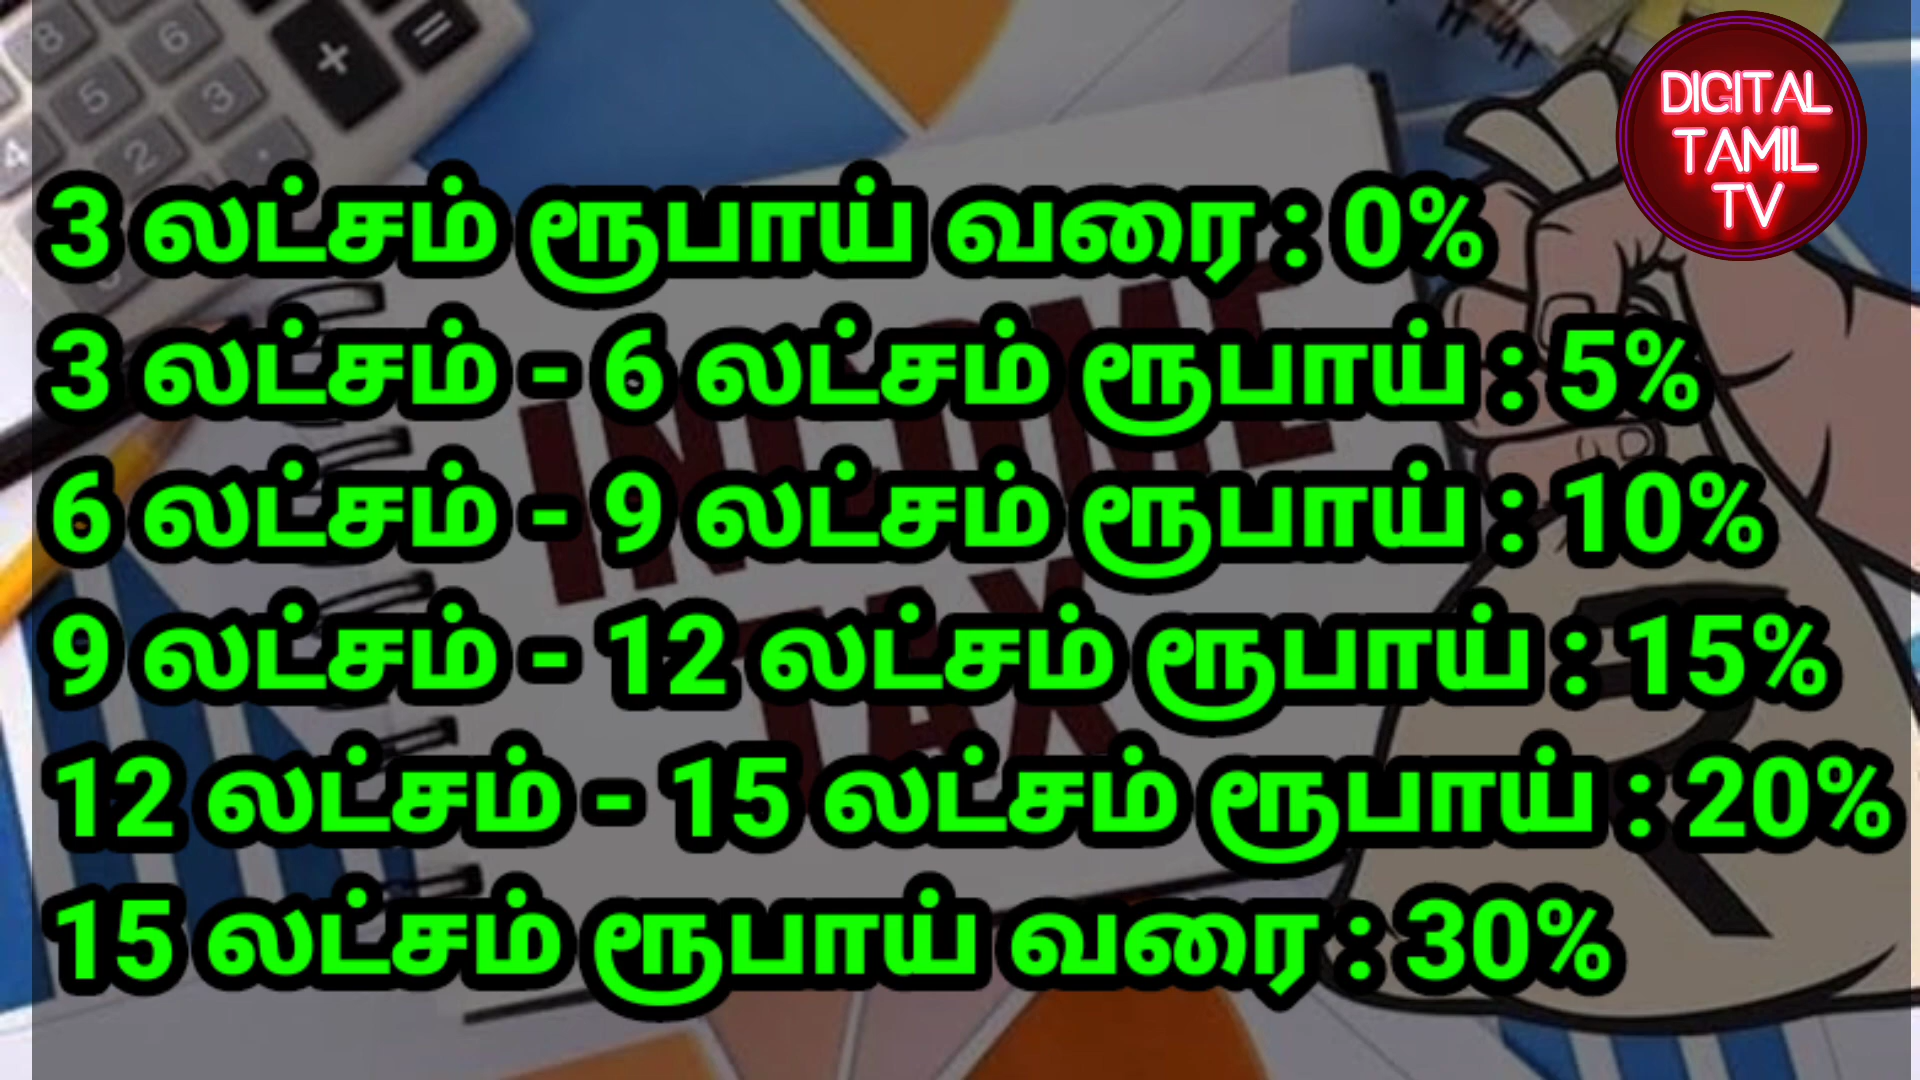 DIGITAL
TAMIL
TV
3 லட்சம் ரூபாய் வரை : 0%
3 லட்சம் - 6 லட்சம் ரூபாய் : 5%
6 லட்சம் - 9 லட்சம் ரூபாய் : 10%
9 லட்சம் - 12 லட்சம் ரூபாய் : 15%
12 லட்சம் - 15 லட்சம் ரூபாய் : 20%
15 லட்சம் ரூபாய் வரை : 30%
INCOME
TAX